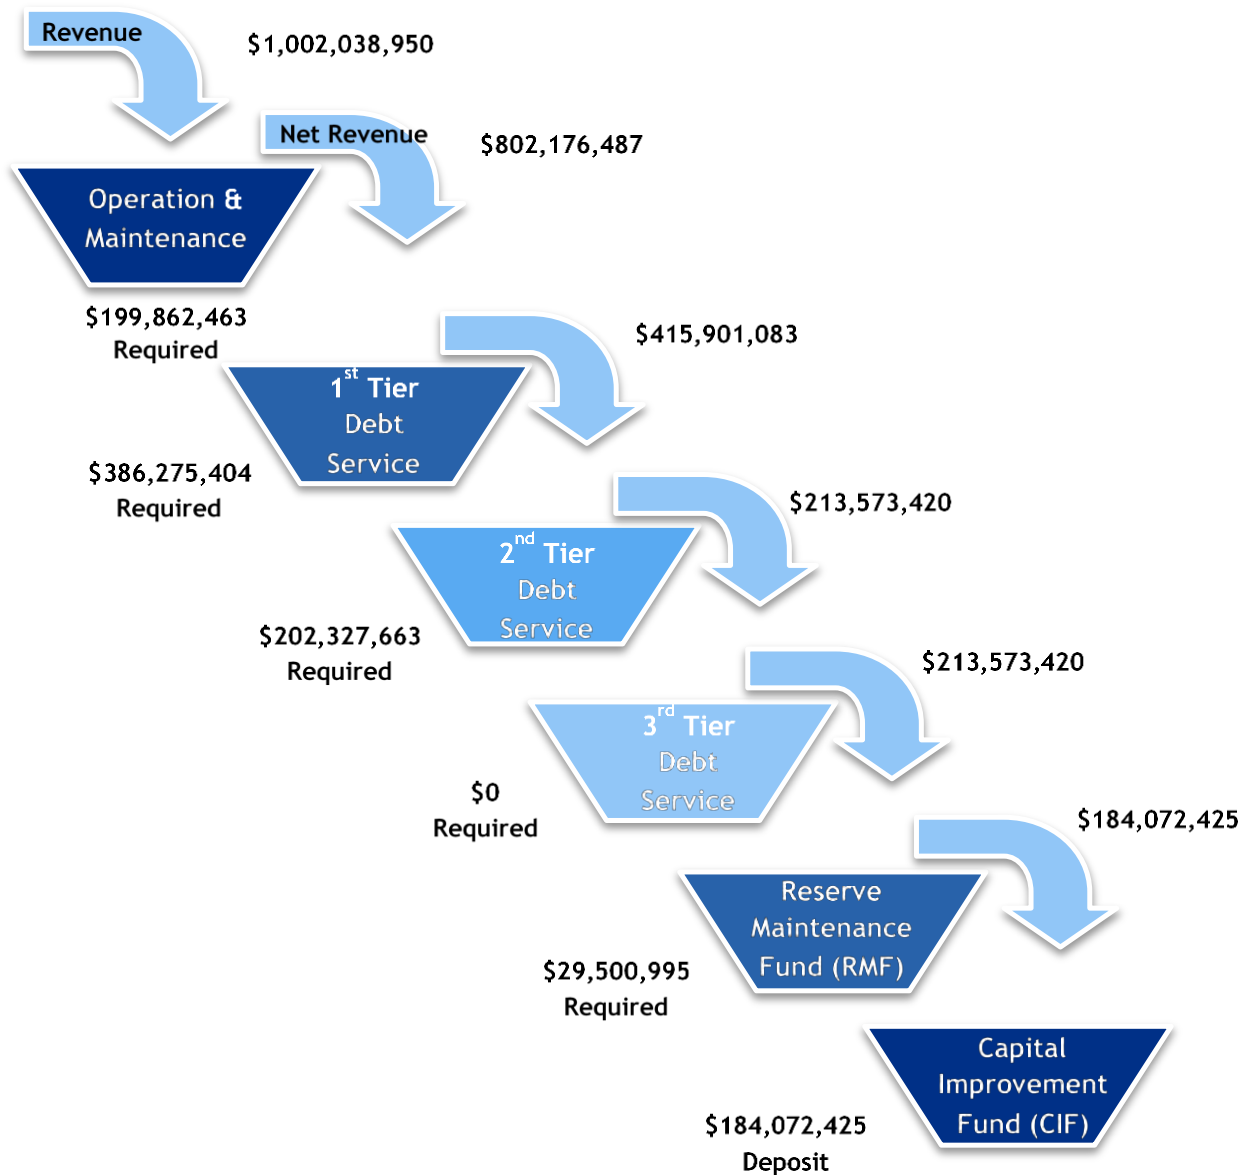 Revenue
$1,002,038,950
Net Revenue
$802,176,487
Operation &
Maintenance
$199,862,463
Required
$415,901,083
1st Tier
Debt
Service
$386,275,404
Required
$213,573,420
2nd Tier
Debt
Service
$202,327,663
Required
$213,573,420
3rd Tier
Debt
Service
$0
Required
$184,072,425
Reserve
Maintenance
Fund (RMF)
$29,500,995
Required
Capital
Improvement
Fund (CIF)
$184,072,425
Deposit